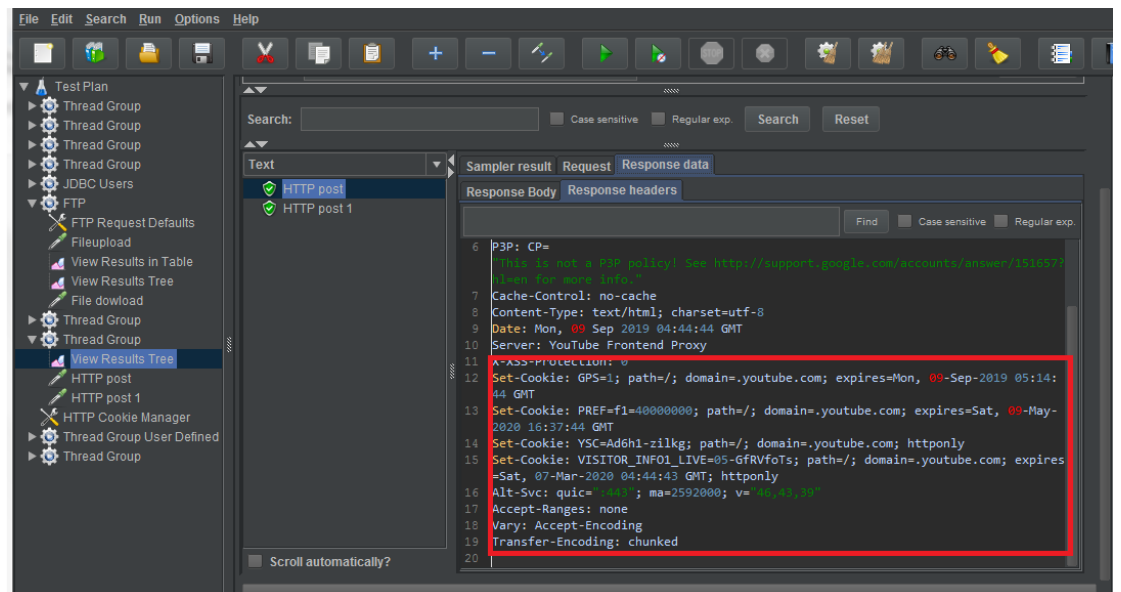 File Edit Search Run Options Help
Test Plan
Thread Group
Thread Group
Thread Group
Thread Group
JDBC Users
FTP
FTP Request Defaults
Fileupload
View Results in Table
View Results Tree
File dowload
Thread Group
Thread Group
View Results Tree
HTTP post
HTTP post 1
HTTP Cookie Manager
Thread Group User Defined
Thread Group
Search: Case sensitive Regular exp. Search Reset
Text
HTTP post
HTTP post 1
Scroll automatically?
Sampler result Request Response data
Response Body Response headers
Find Case sensitive Regular exp.
6 P3P: CP=
"This is not a P3P policy! See http://support.google.com/accounts/answer/151657?
hl=en for more info."
7 Cache-Control: no-cache
8 Content-Type: text/html; charset=utf-8
9 Date: Mon, 09 Sep 2019 04:44:44 GMT
10 Server: YouTube Frontend Proxy
11 X-XSS-Protection: 0
12 Set-Cookie: GPS=1; path=/; domain=.youtube.com; expires=Mon, 09-Sep-2019 05:14:
44 GMT
13 Set-Cookie: PREF=f1=40000000; path=/; domain=.youtube.com; expires=Sat, 09-May-
2020 16:37:44 GMT
14 Set-Cookie: YSC=Ad6h1-zilkg; path=/; domain=.youtube.com; httponly
15 Set-Cookie: VISITOR_INFO1_LIVE=05-GfRVfoTs; path=/; domain=.youtube.com; expires
=Sat, 07-Mar-2020 04:44:43 GMT; httponly
16 Alt-Svc: quic=":443"; ma=2592000; v="46,43,39"
17 Accept-Ranges: none
18 Vary: Accept-Encoding
19 Transfer-Encoding: chunked
20